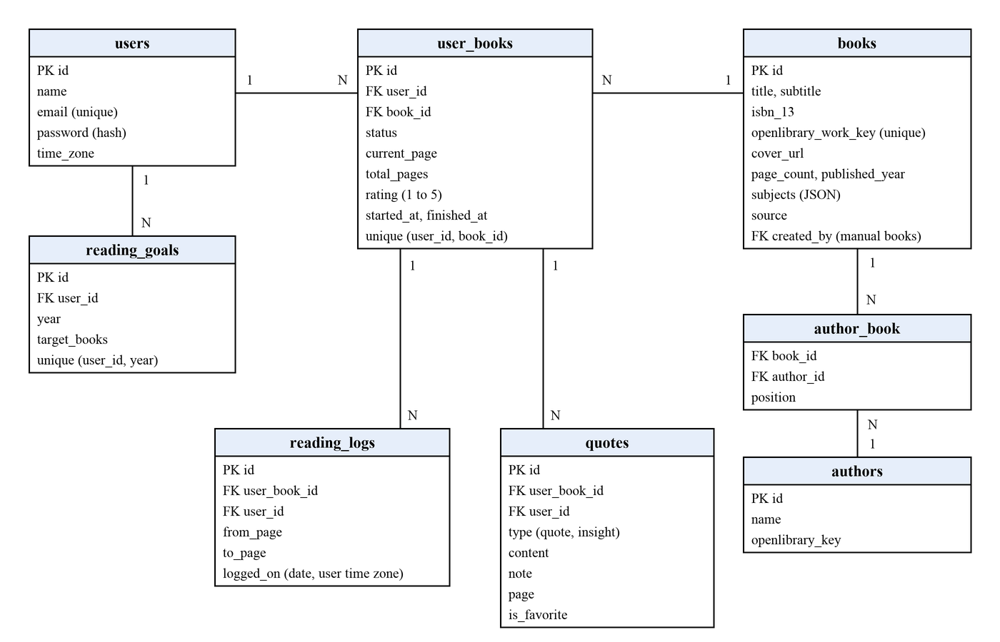 users
PK id
name
email (unique)
password (hash)
time_zone
1
N
user_books
PK id
FK user_id
FK book_id
status
current_page
total_pages
rating (1 to 5)
started_at, finished_at
unique (user_id, book_id)
N
1
books
PK id
title, subtitle
isbn_13
openlibrary_work_key (unique)
cover_url
page_count, published_year
subjects (JSON)
source
FK created_by (manual books)
1
N
reading_goals
PK id
FK user_id
year
target_books
unique (user_id, year)
1
N
1
N
1
N
author_book
FK book_id
FK author_id
position
N
1
reading_logs
PK id
FK user_book_id
FK user_id
from_page
to_page
logged_on (date, user time zone)
quotes
PK id
FK user_book_id
FK user_id
type (quote, insight)
content
note
page
is_favorite
authors
PK id
name
openlibrary_key